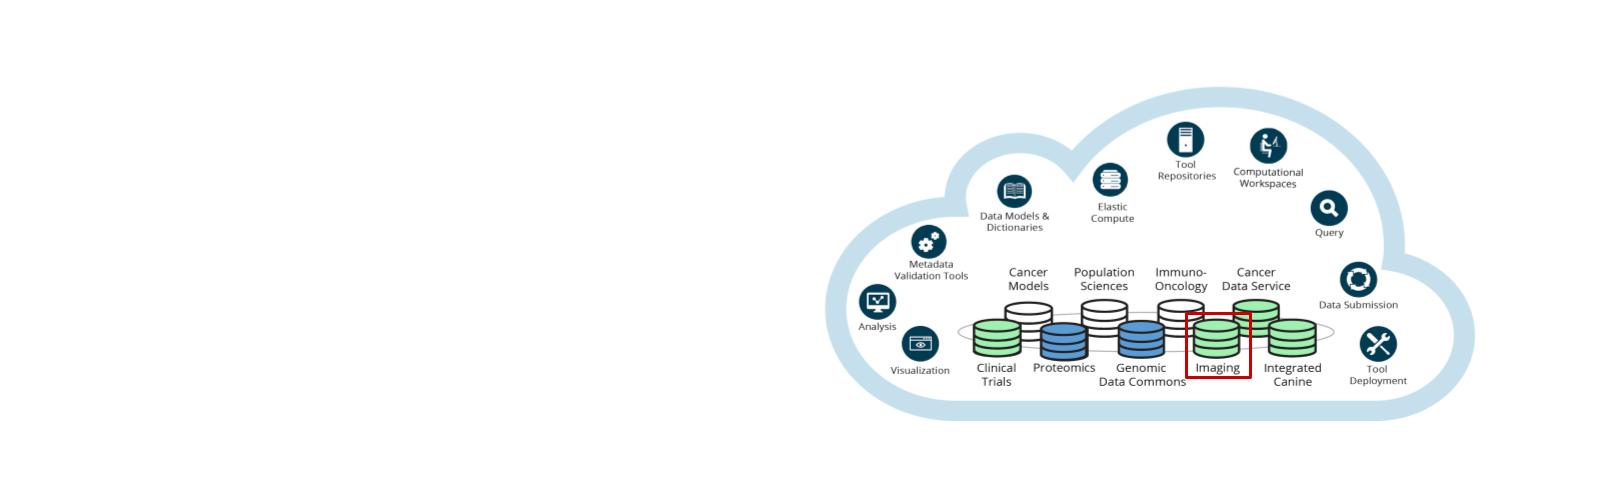 Tool
Repositories
Computational
Workspaces
Elastic
Compute
Data Models &
Dictionaries
Query
Metadata
Validation Tools
Cancer
Models
Population
Sciences
Immuno-
Oncology
Cancer
Data Service
Data Submission
Analysis
Visualization
Clinical
Trials
Proteomics
Genomic
Data Commons
Imaging
Integrated
Canine
Tool
Deployment